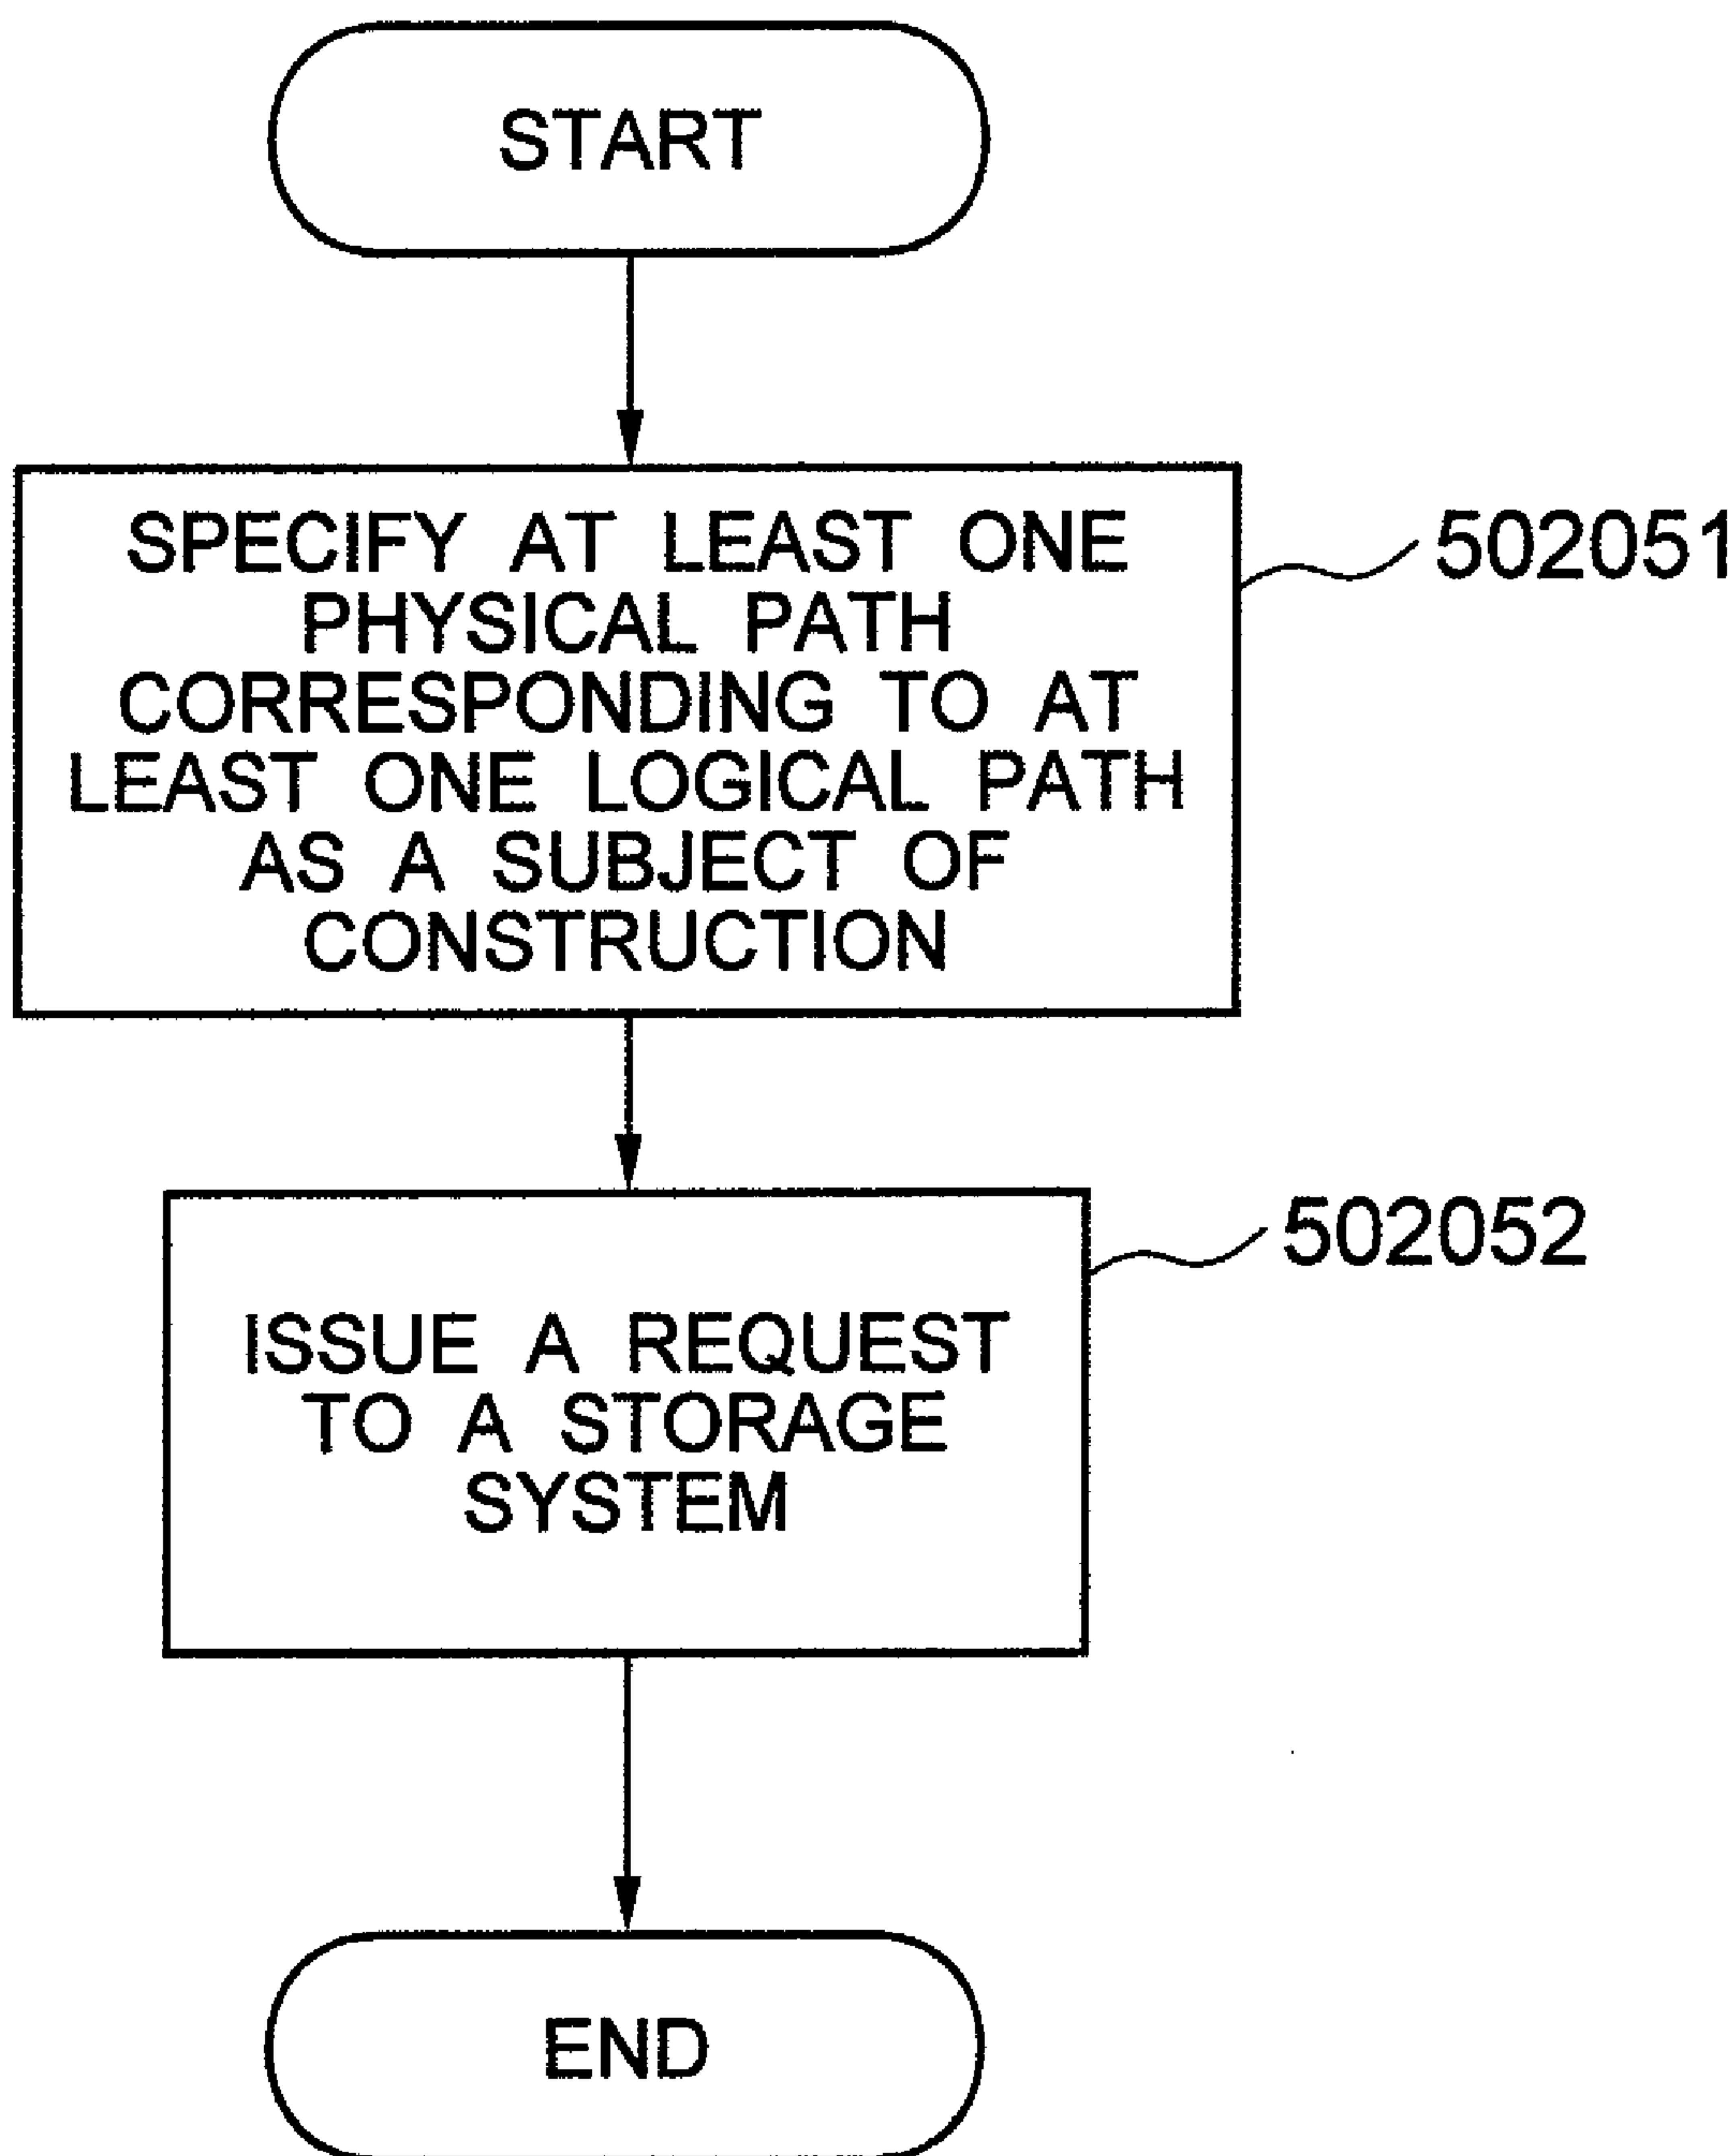 START
SPECIFY AT LEAST ONE
PHYSICAL PATH
CORRESPONDING TO AT
LEAST ONE LOGICAL PATH
AS A SUBJECT OF
CONSTRUCTION
502051
ISSUE A REQUEST
TO A STORAGE
SYSTEM
502052
END